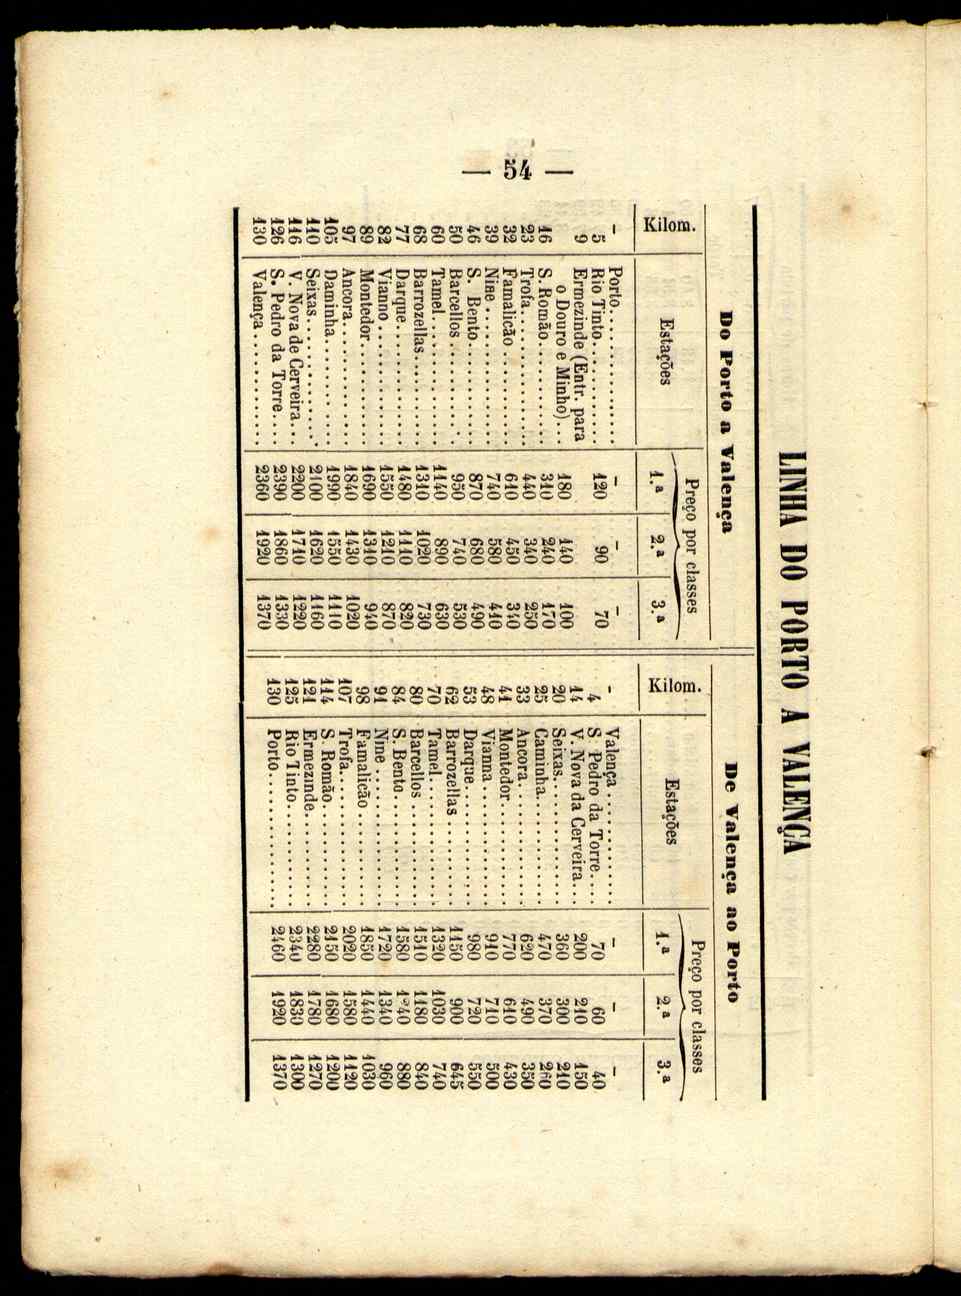 — 54 —
LINHA DO PORTO A VALENÇA
Do Porto a Valença
Kilom. Estações Preço por classes
1.ª 2.ª 3.ª
– Porto – – –
5 Rio Tinto 120 90 70
9 Ermezinde (Entr. para
o Douro e Minho) 180 140 100
16 S. Romão 310 240 170
23 Trofa 440 340 250
32 Famalicão 610 450 340
39 Nine 740 580 410
46 S. Bento 870 680 490
50 Barcellos 950 740 530
60 Tamel 1140 890 630
68 Barrozellas 1310 1020 730
77 Darque 1480 1110 820
82 Vianno 1550 1210 870
89 Montedor 1690 1310 940
97 Ancora 1840 1430 1020
105 Daminha 1990 1550 1110
110 Seixas 2100 1620 1160
116 V. Nova de Cerveira 2200 1710 1220
126 S. Pedro da Torre 2390 1860 1330
130 Valença 2360 1920 1370
De Valença ao Porto
Kilom. Estações Preço por classes
1.ª 2.ª 3.ª
– Valença – – –
4 S Pedro da Torre 70 60 40
14 V. Nova da Cerveira 200 210 150
20 Seixas 360 300 210
25 Caminha 470 370 260
33 Ancora 620 490 350
41 Montedor 770 610 430
48 Vianna 910 710 500
53 Darque 980 720 550
62 Barrozellas 1150 900 645
70 Tamel 1320 1030 740
80 Barcellos 1510 1180 840
84 S. Bento 1580 1240 880
91 Nine 1720 1340 960
98 Famalicão 1850 1440 1030
107 Trofa 2020 1580 1120
114 S. Romão 2150 1680 1200
121 Ermezinde 2280 1780 1270
125 Rio Tinto 2340 1830 1300
130 Porto 2460 1920 1370